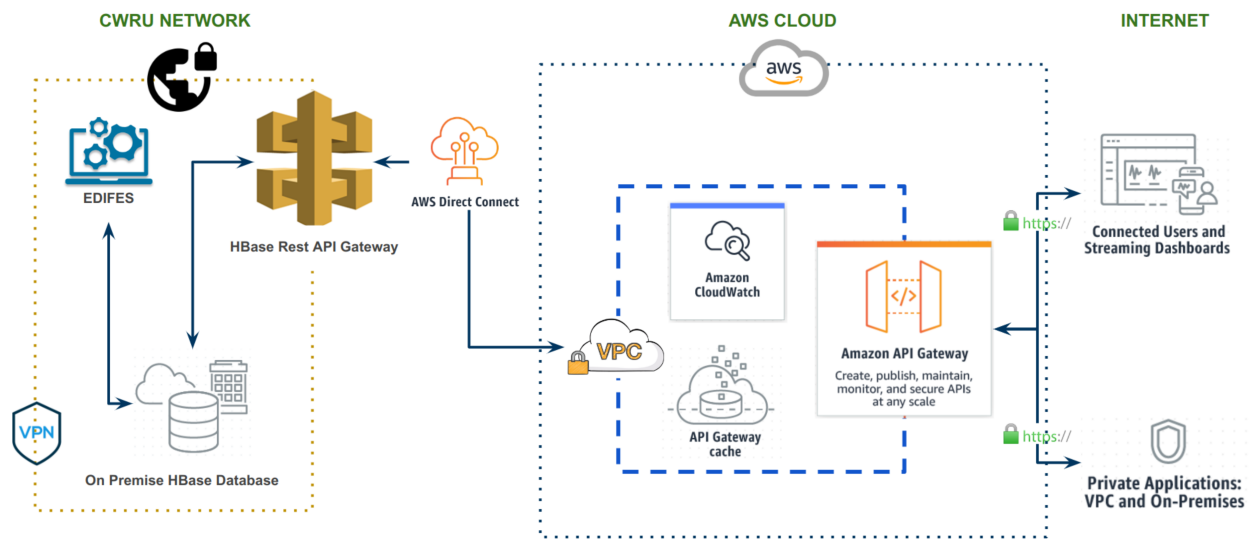 CWRU NETWORK
AWS CLOUD
INTERNET
aws
EDIFES
HBase Rest API Gateway
AWS Direct Connect
On Premise HBase Database
VPN
VPC
Amazon
CloudWatch
API Gateway
cache
</>
Amazon API Gateway
Create, publish, maintain,
monitor, and secure APIs
at any scale
https://
Connected Users and
Streaming Dashboards
https://
Private Applications:
VPC and On-Premises